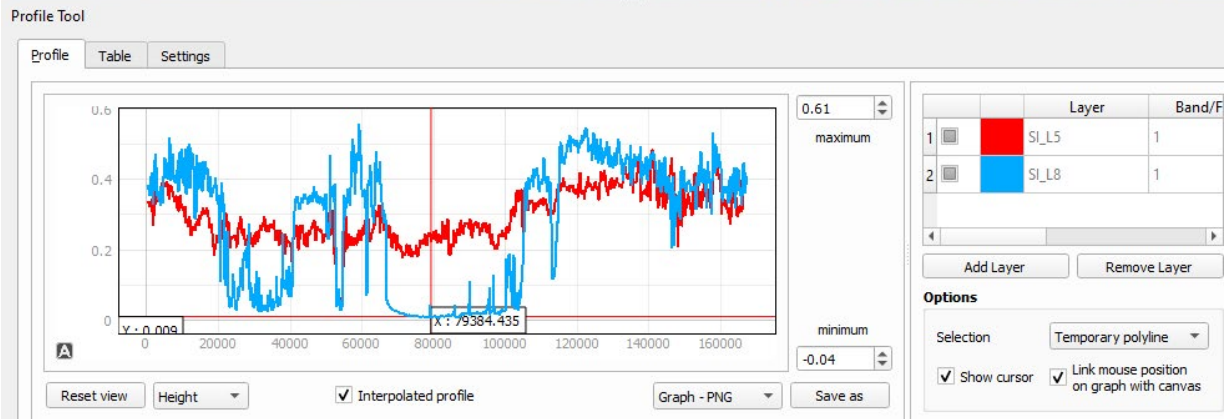 Profile Tool
Profile Table Settings
0.6
0.4
0.2
0
Y : 0.009
X : 79384.435
0 20000 40000 60000 80000 100000 120000 140000 160000
A
0.61
maximum
minimum
-0.04
Reset view Height Interpolated profile Graph - PNG Save as
Layer Band/F
1 SI_L5 1
2 SI_L8 1
Add Layer Remove Layer
Options
Selection Temporary polyline
Show cursor Link mouse position
on graph with canvas